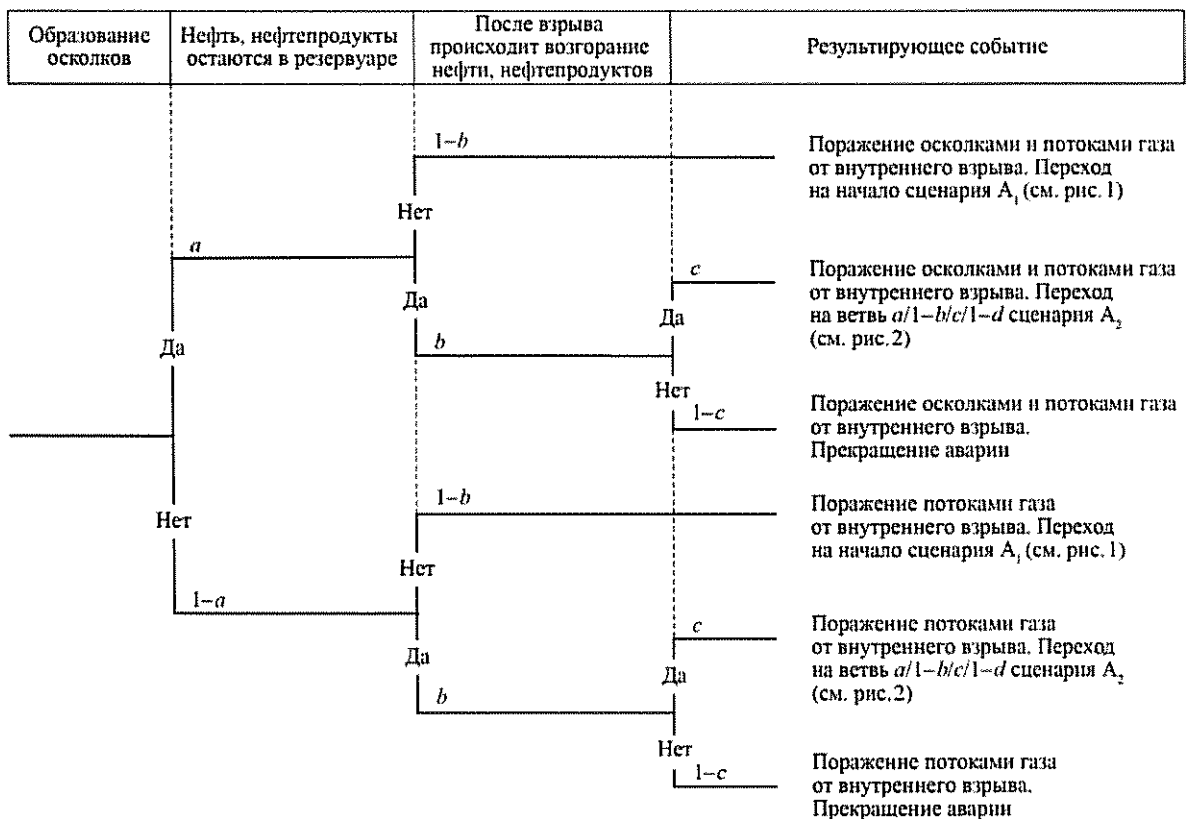 Образование
осколков
Нефть, нефтепродукты
остаются в резервуаре
После взрыва
происходит возгорание
нефти, нефтепродуктов
Результирующее событие
1–b
Поражение осколками и потоками газа
от внутреннего взрыва. Переход
на начало сценария А₁ (см. рис. 1)
Нет
a
c
Поражение осколками и потоками газа
от внутреннего взрыва. Переход
на ветвь a/1–b/c/1–d сценария А₂
(см. рис. 2)
Да
Да
Да
b
Нет
1–c
Поражение осколками и потоками газа
от внутреннего взрыва.
Прекращение аварии
1–b
Поражение потоками газа
от внутреннего взрыва. Переход
на начало сценария А₁ (см. рис. 1)
Нет
Нет
1–a
c
Поражение потоками газа
от внутреннего взрыва. Переход
на ветвь a/1–b/c/1–d сценария А₂
(см. рис. 2)
Да
Да
b
Нет
1–c
Поражение потоками газа
от внутреннего взрыва.
Прекращение аварии